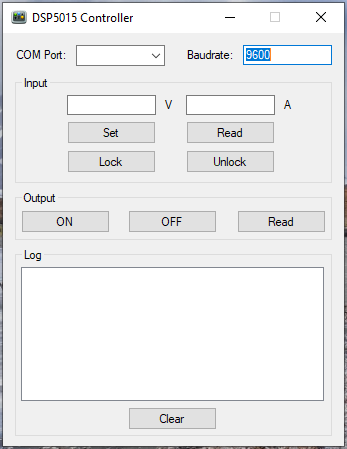 DSP5015 Controller
COM Port: Baudrate: 9600
Input
V A
Set Read
Lock Unlock
Output
ON OFF Read
Log
Clear